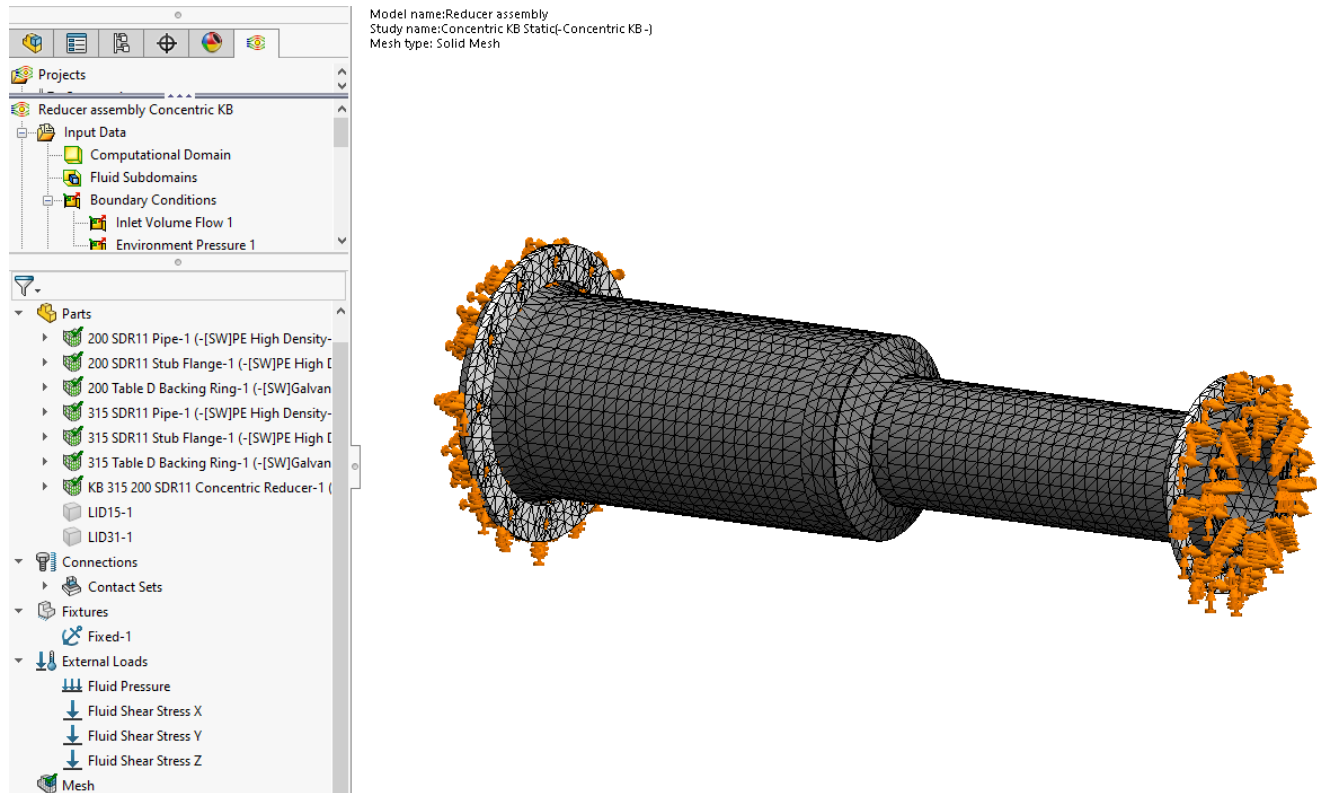 Model name:Reducer assembly
Study name:Concentric KB Static(-Concentric KB-)
Mesh type: Solid Mesh
Projects
Reducer assembly Concentric KB
Input Data
Computational Domain
Fluid Subdomains
Boundary Conditions
Inlet Volume Flow 1
Environment Pressure 1
Parts
200 SDR11 Pipe-1 (-[SW]PE High Density-
200 SDR11 Stub Flange-1 (-[SW]PE High D
200 Table D Backing Ring-1 (-[SW]Galvan
315 SDR11 Pipe-1 (-[SW]PE High Density-
315 SDR11 Stub Flange-1 (-[SW]PE High D
315 Table D Backing Ring-1 (-[SW]Galvan
KB 315 200 SDR11 Concentric Reducer-1 (
LID15-1
LID31-1
Connections
Contact Sets
Fixtures
Fixed-1
External Loads
Fluid Pressure
Fluid Shear Stress X
Fluid Shear Stress Y
Fluid Shear Stress Z
Mesh